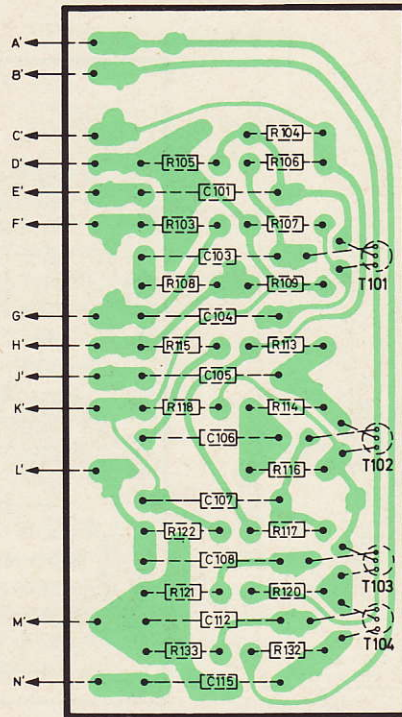 A'
B'
C' R104
D' R105 R106
E' C101
F' R103 R107
C103
T101
R108 R109
G' C104
H' R115 R113
J' C105
K' R118 R114
C106
T102
L' R116
C107
R122 R117
C108
T103
R121 R120
M' C112
T104
R133 R132
N' C115